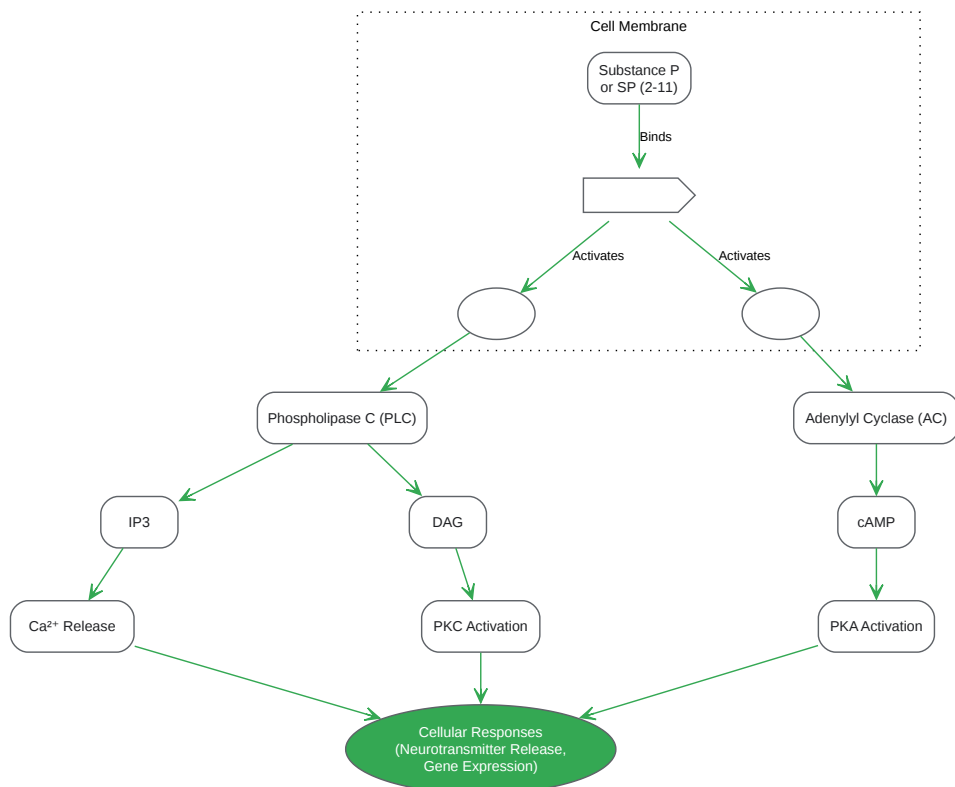 Cell Membrane
Substance P
or SP (2-11)
Binds
Activates
Activates
Phospholipase C (PLC)
Adenylyl Cyclase (AC)
IP3
DAG
cAMP
Ca²⁺ Release
PKC Activation
PKA Activation
Cellular Responses
(Neurotransmitter Release,
Gene Expression)